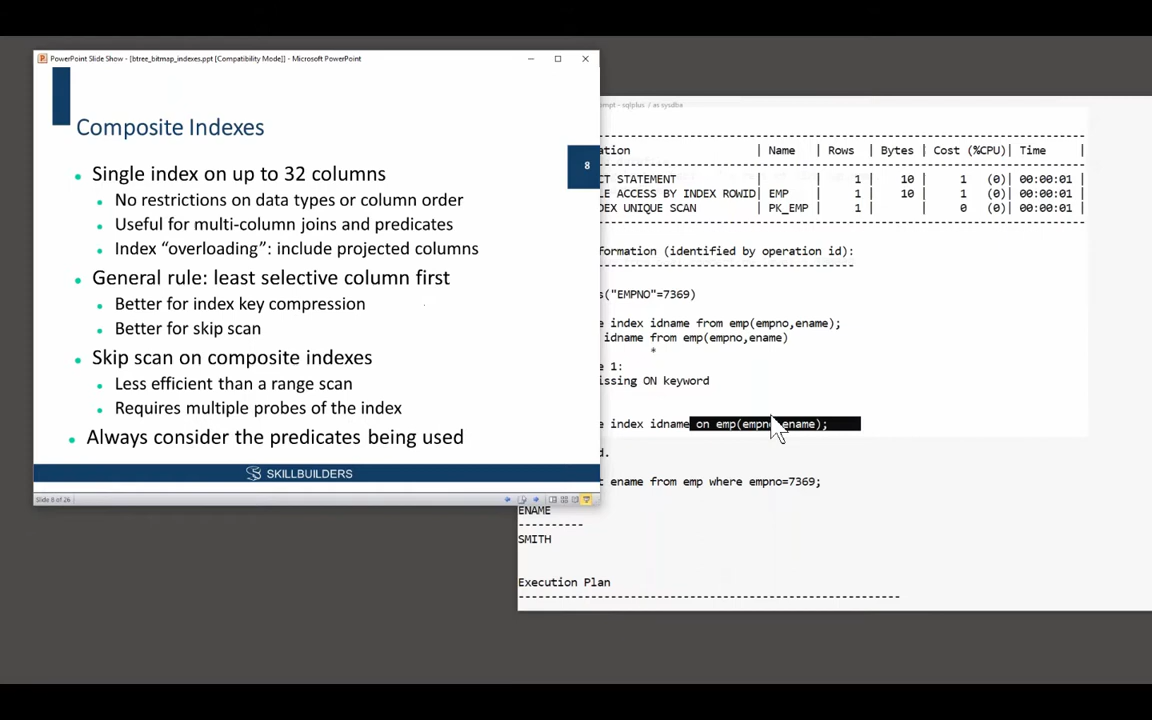 PowerPoint Slide Show - [btree_bitmap_indexes.ppt [Compatibility Mode]] - Microsoft PowerPoint
Composite Indexes
8
Single index on up to 32 columns
No restrictions on data types or column order
Useful for multi-column joins and predicates
Index “overloading”: include projected columns
General rule: least selective column first
Better for index key compression
Better for skip scan
Skip scan on composite indexes
Less efficient than a range scan
Requires multiple probes of the index
Always consider the predicates being used
SKILLBUILDERS
Slide 8 of 26
mpt - sqlplus / as sysdba
---------------------------------------------------------------------
ation | Name | Rows | Bytes | Cost (%CPU)| Time |
---------------------------------------------------------------------
CT STATEMENT | | 1 | 10 | 1 (0)| 00:00:01 |
LE ACCESS BY INDEX ROWID| EMP | 1 | 10 | 1 (0)| 00:00:01 |
DEX UNIQUE SCAN | PK_EMP | 1 | | 0 (0)| 00:00:01 |
---------------------------------------------------------------------
formation (identified by operation id):
------------------------------------
s("EMPNO"=7369)
e index idname from emp(empno,ename);
idname from emp(empno,ename)
*
e 1:
issing ON keyword
e index idname on emp(empno,ename);
d.
t ename from emp where empno=7369;
ENAME
----------
SMITH
Execution Plan
----------------------------------------------------------